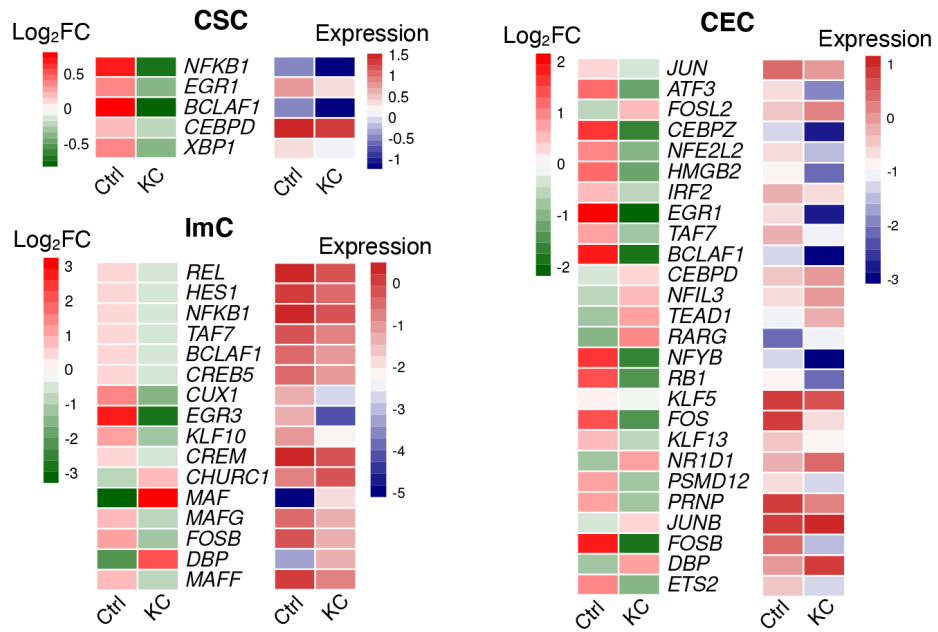 CSC
Log₂FC
Expression
0.5
0
-0.5
NFKB1
EGR1
BCLAF1
CEBPD
XBP1
1.5
1
0.5
0
-0.5
-1
Ctrl
KC
Ctrl
KC
ImC
Log₂FC
Expression
3
2
1
0
-1
-2
-3
REL
HES1
NFKB1
TAF7
BCLAF1
CREB5
CUX1
EGR3
KLF10
CREM
CHURC1
MAF
MAFG
FOSB
DBP
MAFF
0
-1
-2
-3
-4
-5
Ctrl
KC
Ctrl
KC
CEC
Log₂FC
Expression
2
1
0
-1
-2
JUN
ATF3
FOSL2
CEBPZ
NFE2L2
HMGB2
IRF2
EGR1
TAF7
BCLAF1
CEBPD
NFIL3
TEAD1
RARG
NFYB
RB1
KLF5
FOS
KLF13
NR1D1
PSMD12
PRNP
JUNB
FOSB
DBP
ETS2
1
0
-1
-2
-3
Ctrl
KC
Ctrl
KC